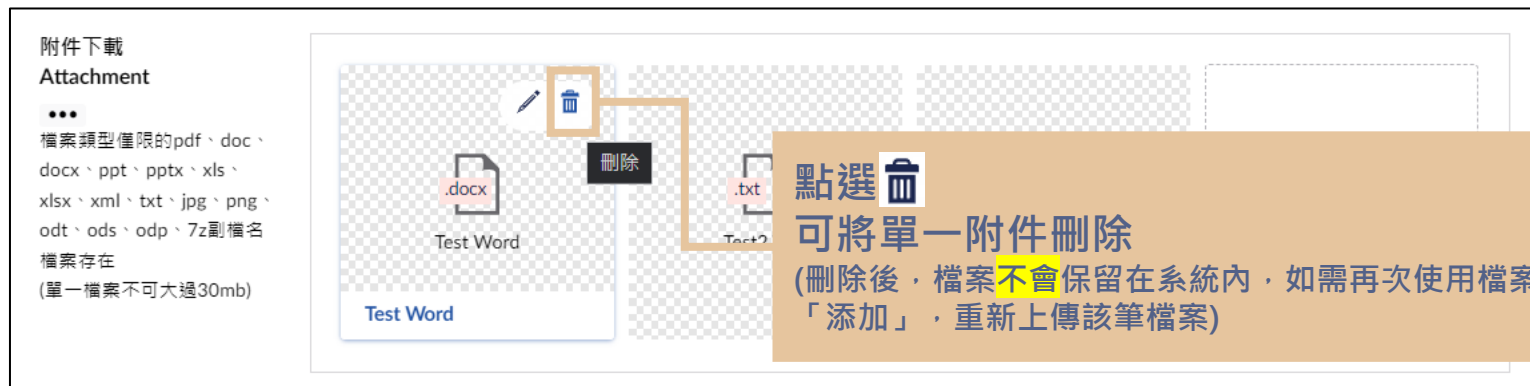 附件下載
Attachment
•••
檔案類型僅限的pdf、doc、
docx、ppt、pptx、xls、
xlsx、xml、txt、jpg、png、
odt、ods、odp、7z副檔名
檔案存在
(單一檔案不可大過30mb)
刪除
.docx
Test Word
Test Word
.txt
Test2
點選
可將單一附件刪除
(刪除後，檔案不會保留在系統內，如需再次使用檔案
「添加」，重新上傳該筆檔案)